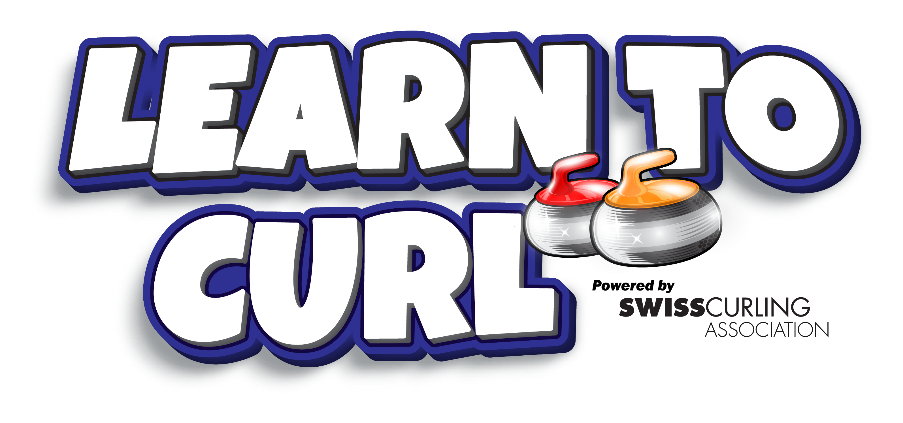 LEARN TO
CURL
Powered by
SWISSCURLING
ASSOCIATION